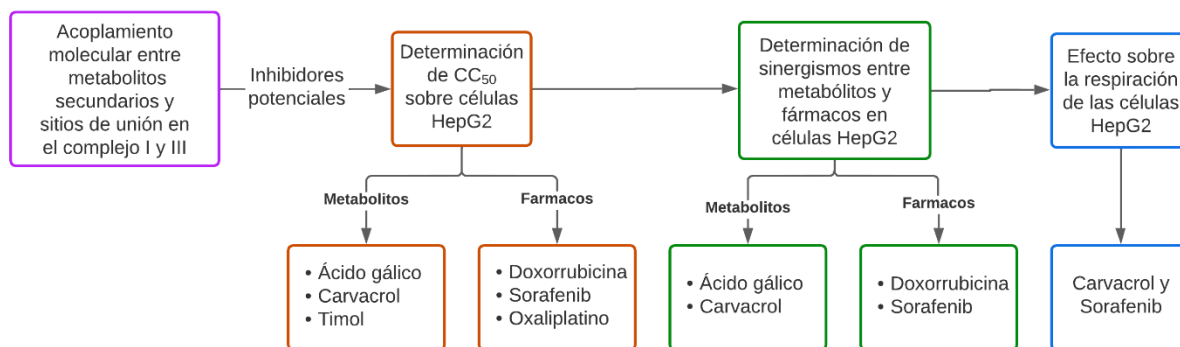 Acoplamiento
molecular entre
metabolitos
secundarios y
sitios de unión en
el complejo I y III
Inhibidores
potenciales
Determinación
de CC₅₀
sobre células
HepG2
Determinación de
sinergismos entre
metabólitos y
fármacos en
células HepG2
Efecto sobre
la respiración
de las células
HepG2
Metabolitos
Farmacos
Metabolitos
Farmacos
• Ácido gálico
• Carvacrol
• Timol
• Doxorrubicina
• Sorafenib
• Oxaliplatino
• Ácido gálico
• Carvacrol
• Doxorrubicina
• Sorafenib
Carvacrol y
Sorafenib